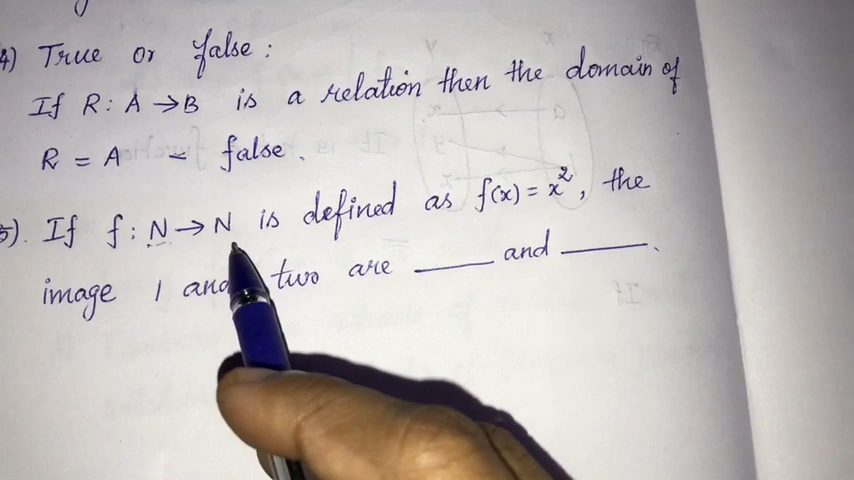 4) True or false:
If R: A → B is a relation then the domain of
R = A - false.
5). If f: N → N is defined as f(x) = x², the
image 1 and two are ____ and ____.